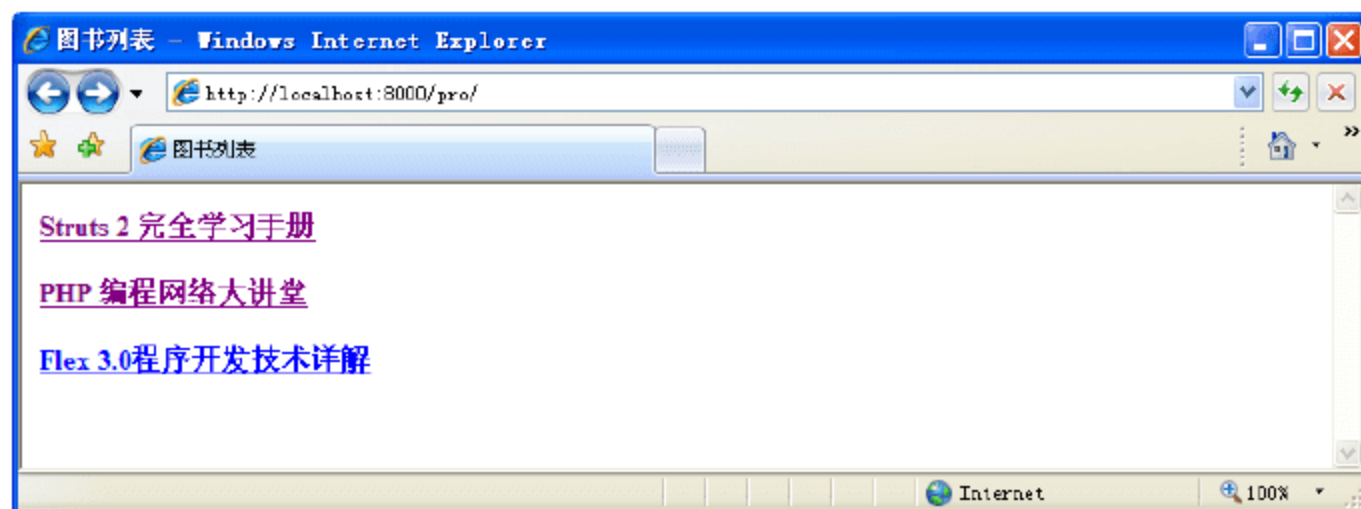 图书列表 - Windows Internet Explorer
http://localhost:8000/pro/
图书列表
Struts 2 完全学习手册
PHP 编程网络大讲堂
Flex 3.0程序开发技术详解
Internet
100%